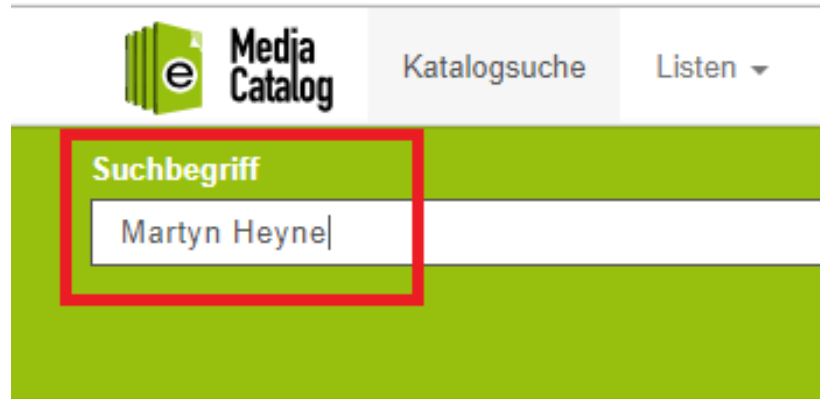 e
Media
Catalog
Katalogsuche
Listen
Suchbegriff
Martyn Heyne